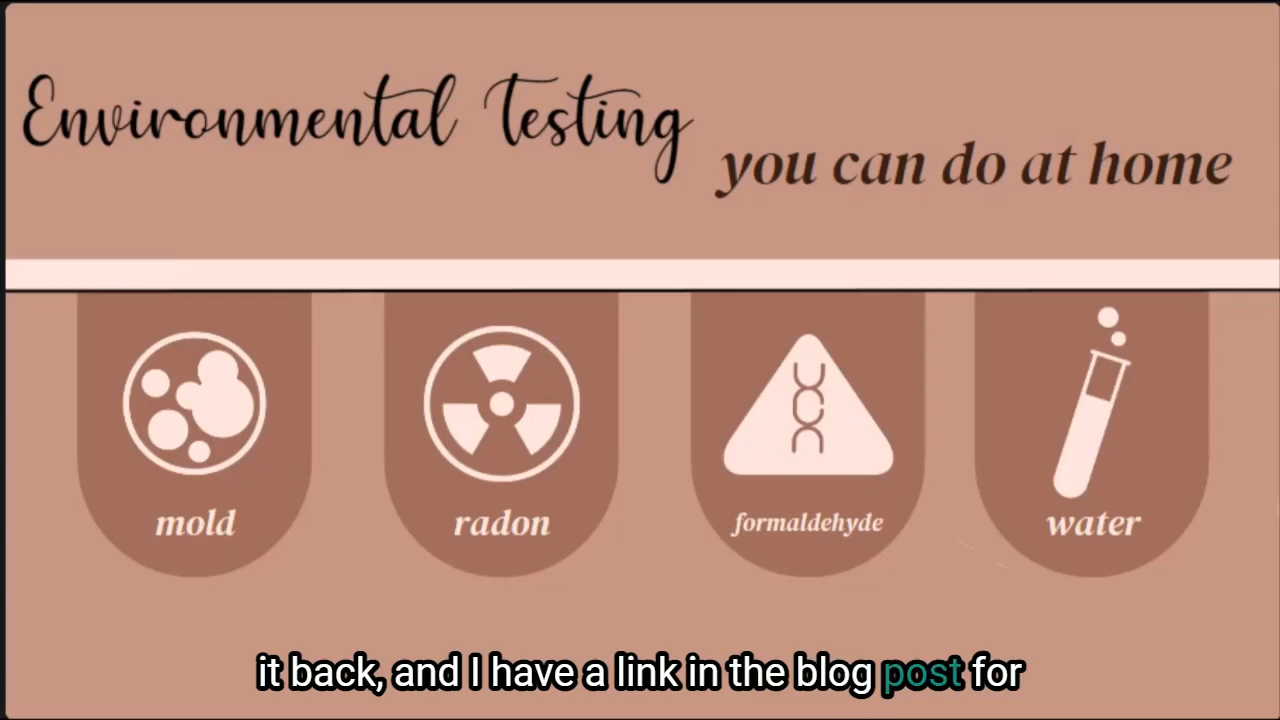 Environmental Testing
you can do at home
mold
radon
formaldehyde
water
it back, and I have a link in the blog post for